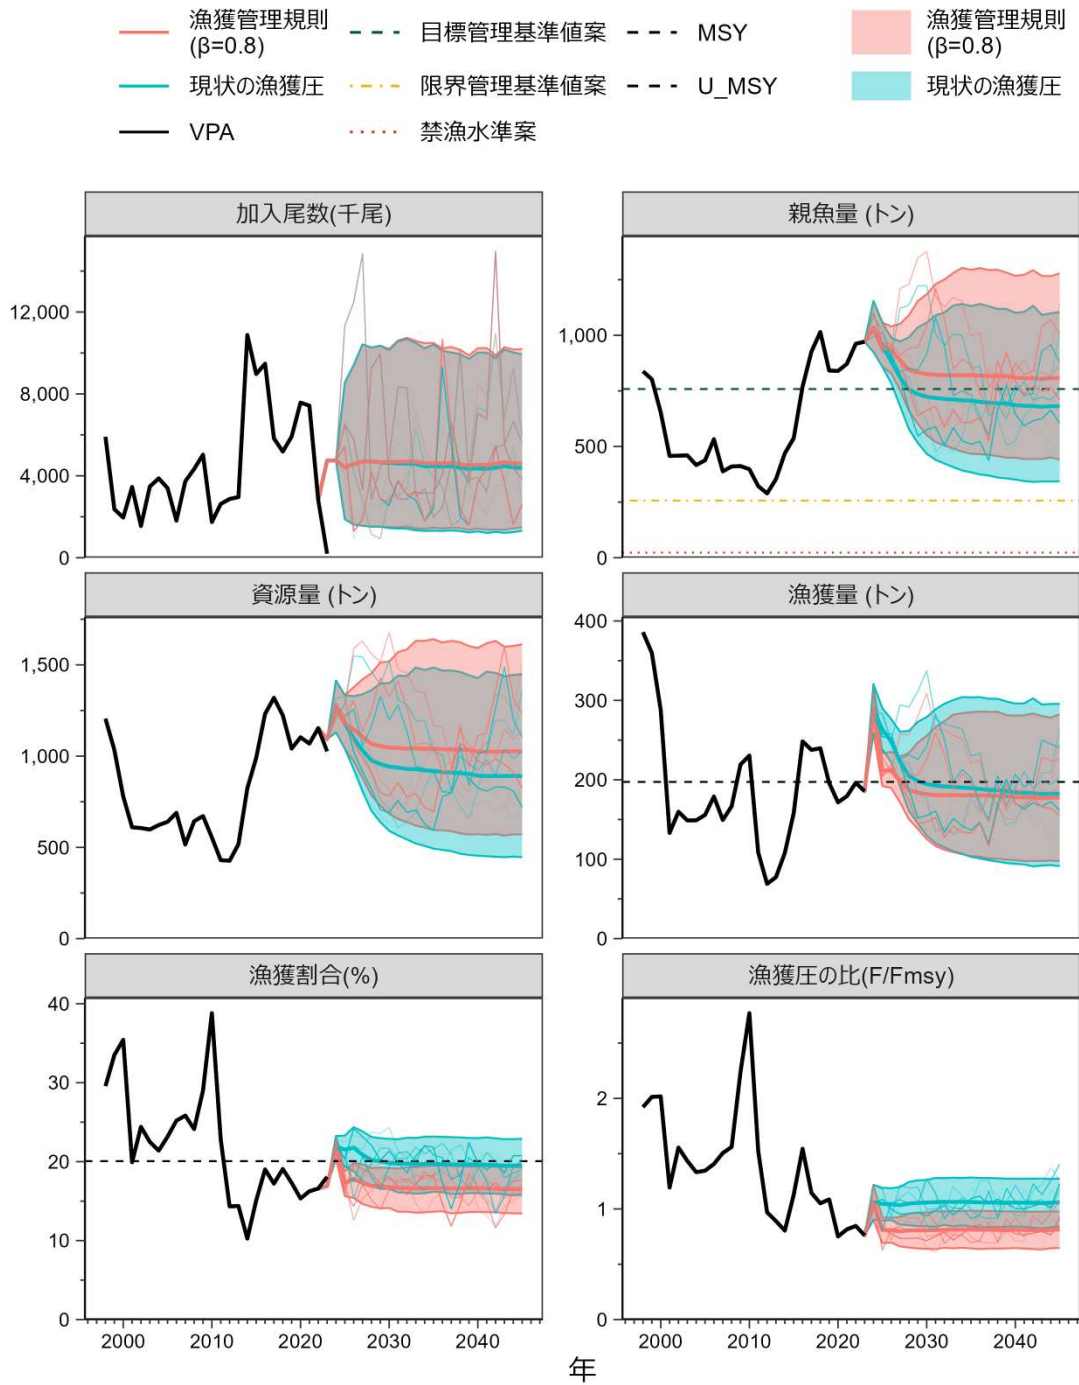 漁獲管理規則
(β=0.8)
目標管理基準値案
MSY
漁獲管理規則
(β=0.8)
現状の漁獲圧
限界管理基準値案
U_MSY
現状の漁獲圧
VPA
禁漁水準案
加入尾数(千尾)
親魚量 (トン)
12,000
8,000
4,000
0
1,000
500
0
資源量 (トン)
漁獲量 (トン)
1,500
1,000
500
0
400
300
200
100
0
漁獲割合(%)
漁獲圧の比(F/Fmsy)
40
30
20
10
0
2
1
0
2000 2010 2020 2030 2040
2000 2010 2020 2030 2040
年